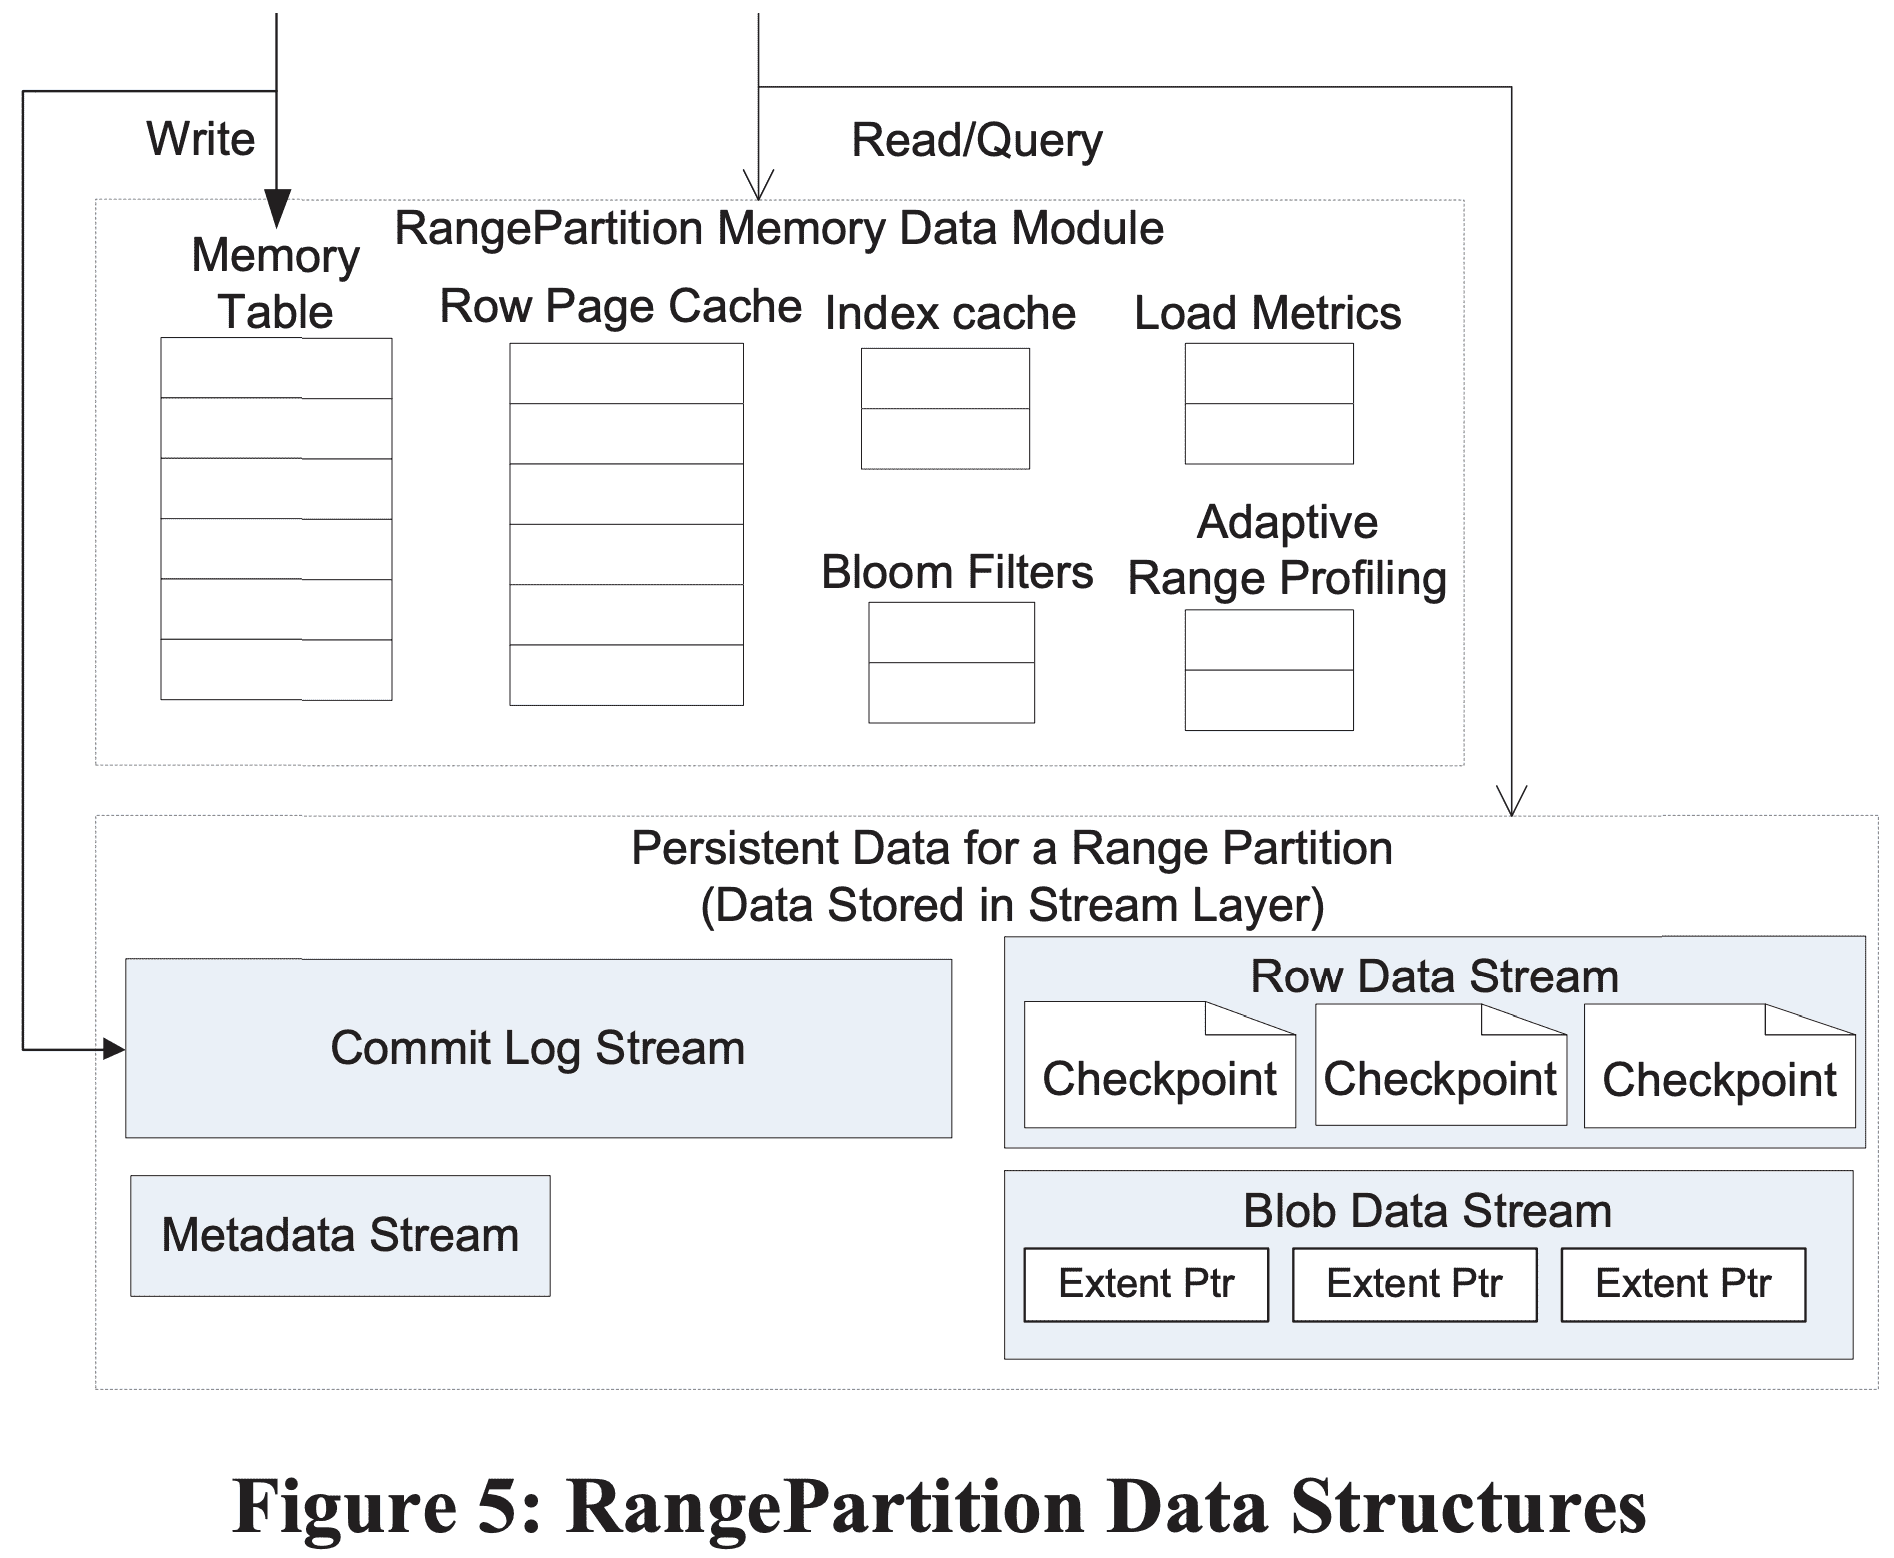 Write
Read/Query
RangePartition Memory Data Module
Memory
Table
Row Page Cache
Index cache
Load Metrics
Bloom Filters
Adaptive
Range Profiling
Persistent Data for a Range Partition
(Data Stored in Stream Layer)
Commit Log Stream
Row Data Stream
Checkpoint
Checkpoint
Checkpoint
Metadata Stream
Blob Data Stream
Extent Ptr
Extent Ptr
Extent Ptr
Figure 5: RangePartition Data Structures